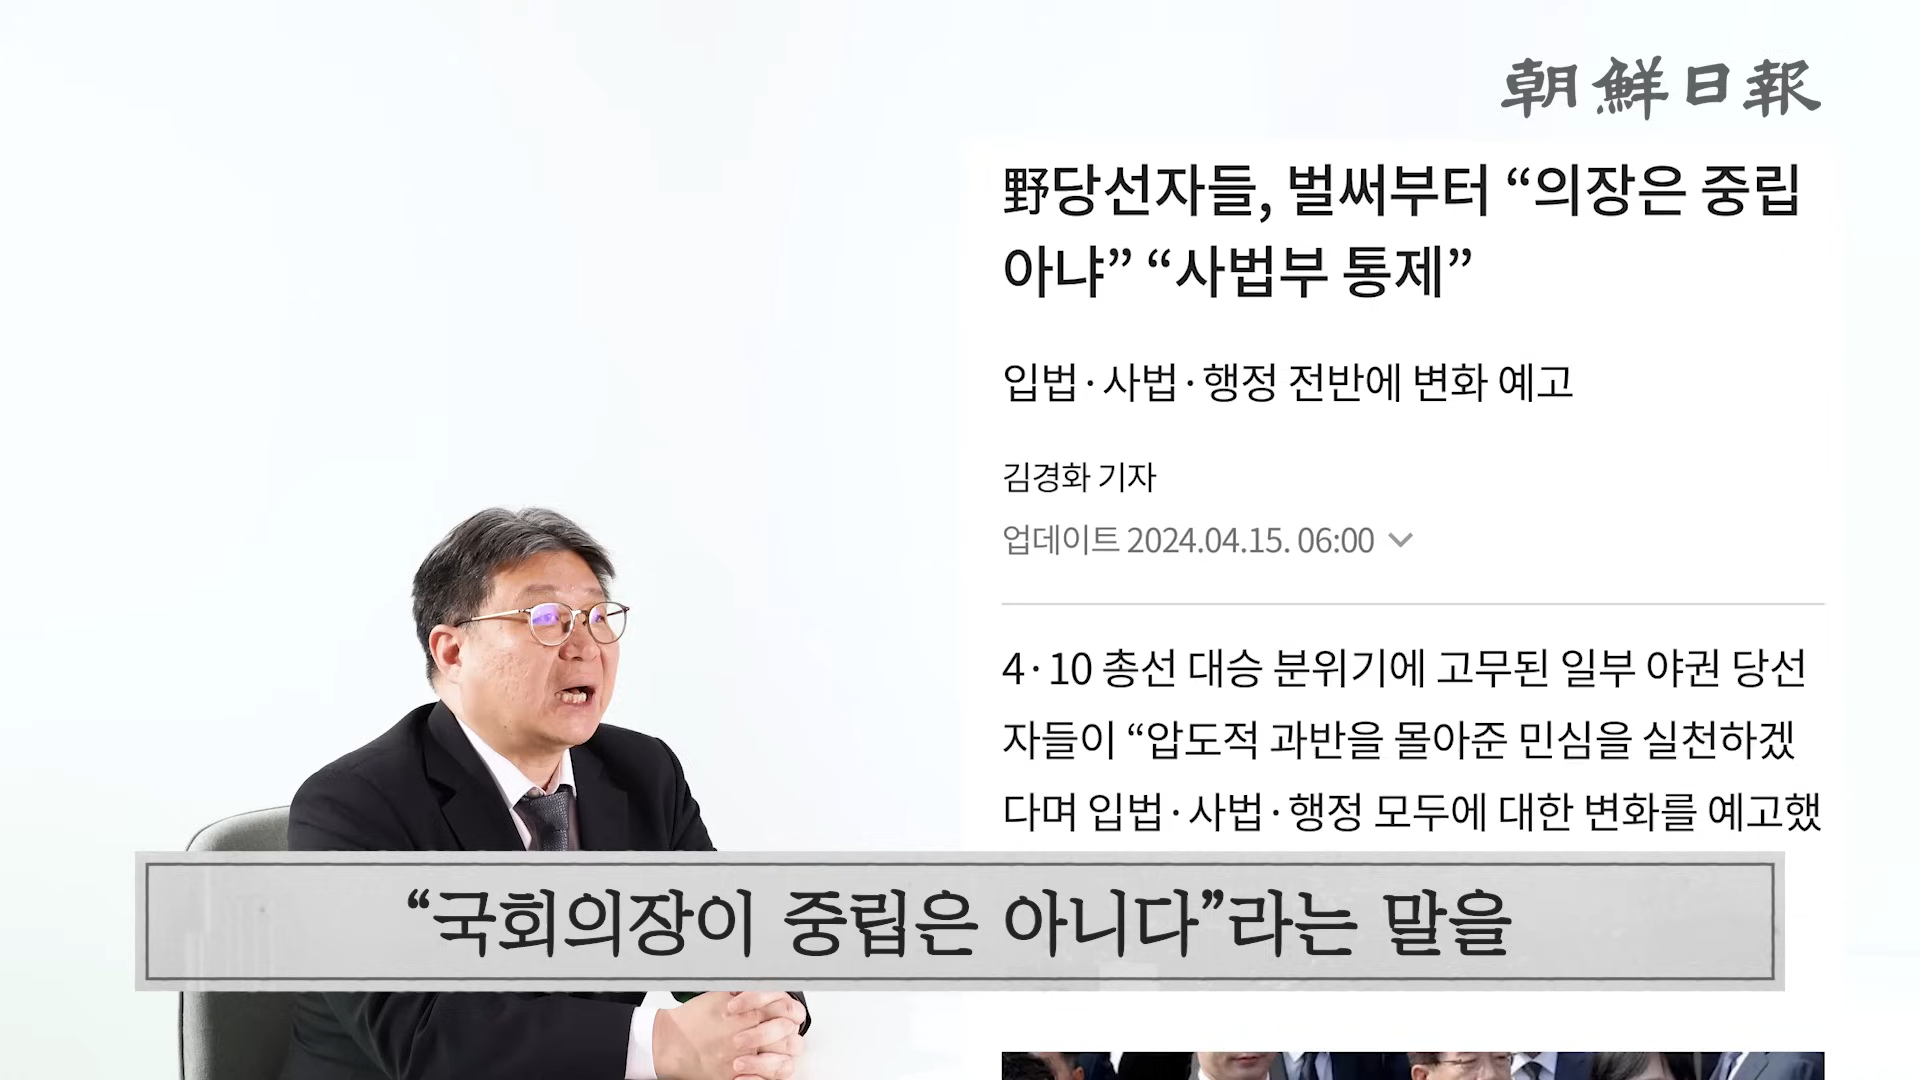 朝鮮日報
野당선자들, 벌써부터 “의장은 중립
아냐” “사법부 통제”
입법·사법·행정 전반에 변화 예고
김경화 기자
업데이트 2024.04.15. 06:00
4·10 총선 대승 분위기에 고무된 일부 야권 당선
자들이 “압도적 과반을 몰아준 민심을 실천하겠
다며 입법·사법·행정 모두에 대한 변화를 예고했
“국회의장이 중립은 아니다”라는 말을